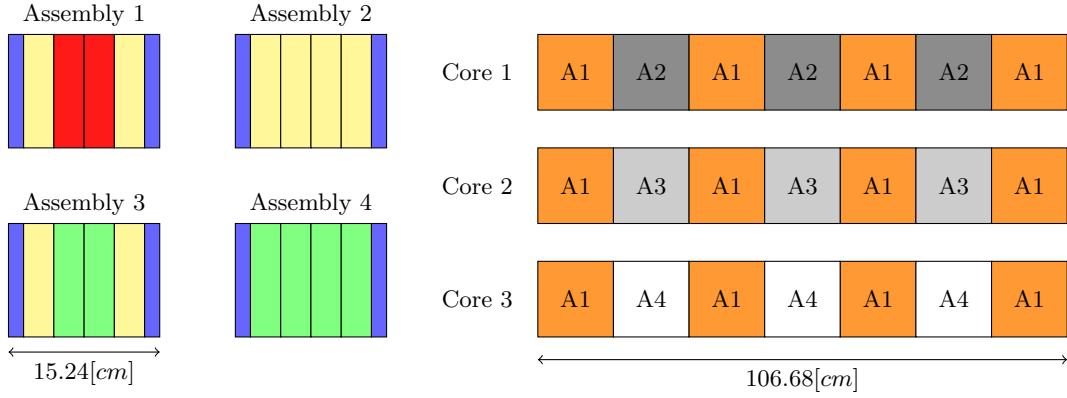 Assembly 1
Assembly 2
Core 1
A1 A2 A1 A2 A1 A2 A1
Core 2
A1 A3 A1 A3 A1 A3 A1
Assembly 3
Assembly 4
Core 3
A1 A4 A1 A4 A1 A4 A1
15.24[cm]
106.68[cm]